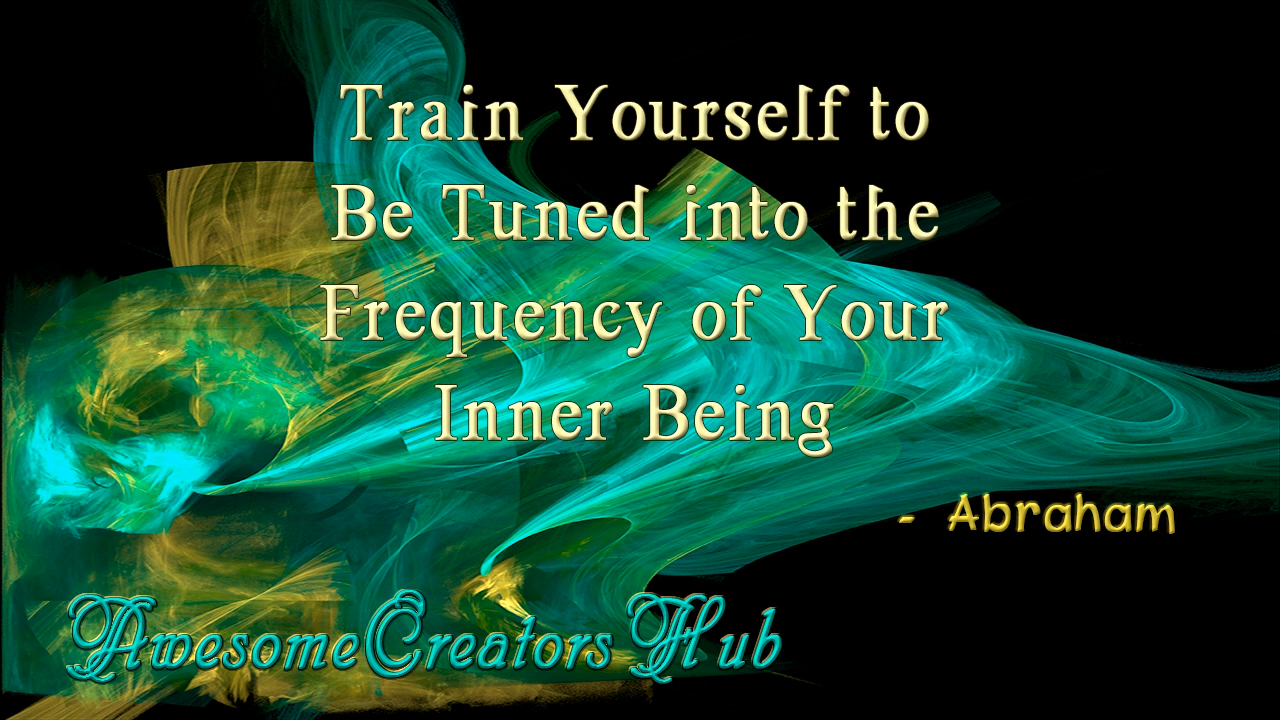 Train Yourself to
Be Tuned into the
Frequency of Your
Inner Being
- Abraham
AwesomeCreators Hub